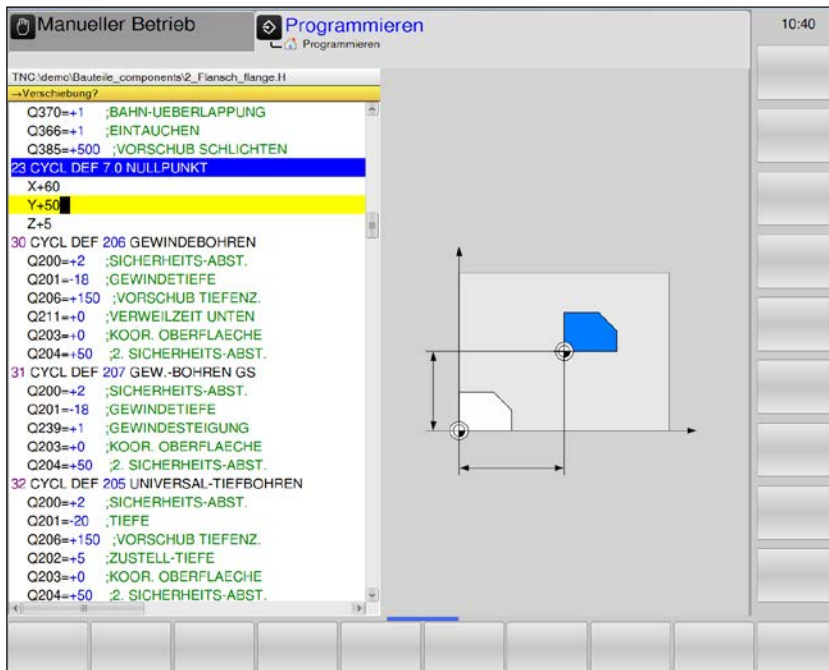 Manueller Betrieb
Programmieren
Programmieren
10:40
TNC:\demo\Bauteile_components\2_Flansch_flange.H
→Verschiebung?
Q370=+1 ;BAHN-UEBERLAPPUNG
Q366=+1 ;EINTAUCHEN
Q385=+500 ;VORSCHUB SCHLICHTEN
23 CYCL DEF 7.0 NULLPUNKT
X+60
Y+50
Z+5
30 CYCL DEF 206 GEWINDEBOHREN
Q200=+2 ;SICHERHEITS-ABST.
Q201=-18 ;GEWINDETIEFE
Q206=+150 ;VORSCHUB TIEFENZ.
Q211=+0 ;VERWEILZEIT UNTEN
Q203=+0 ;KOOR. OBERFLAECHE
Q204=+50 ;2. SICHERHEITS-ABST.
31 CYCL DEF 207 GEW.-BOHREN GS
Q200=+2 ;SICHERHEITS-ABST.
Q201=-18 ;GEWINDETIEFE
Q239=+1 ;GEWINDESTEIGUNG
Q203=+0 ;KOOR. OBERFLAECHE
Q204=+50 ;2. SICHERHEITS-ABST.
32 CYCL DEF 205 UNIVERSAL-TIEFBOHREN
Q200=+2 ;SICHERHEITS-ABST.
Q201=-20 ;TIEFE
Q206=+150 ;VORSCHUB TIEFENZ.
Q202=+5 ;ZUSTELL-TIEFE
Q203=+0 ;KOOR. OBERFLAECHE
Q204=+50 ;2. SICHERHEITS-ABST.